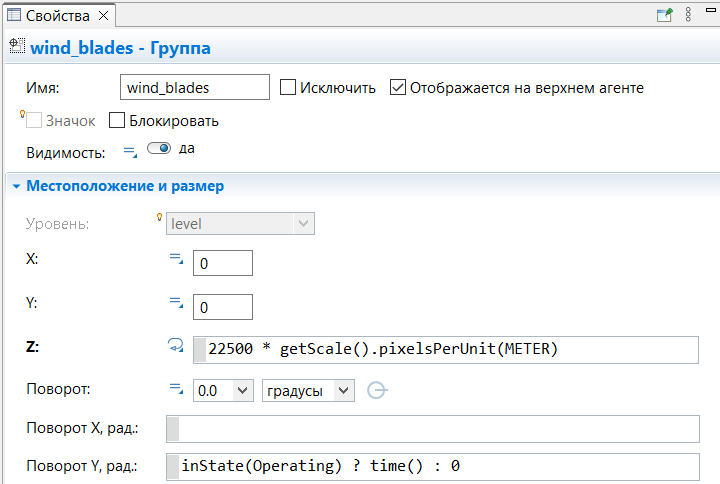 Свойства
wind_blades - Группа
Имя: wind_blades Исключить Отображается на верхнем агенте
Значок Блокировать
Видимость: да
Местоположение и размер
Уровень: level
X: 0
Y: 0
Z: 22500 * getScale().pixelsPerUnit(METER)
Поворот: 0.0 градусы
Поворот X, рад.:
Поворот Y, рад.: inState(Operating) ? time() : 0